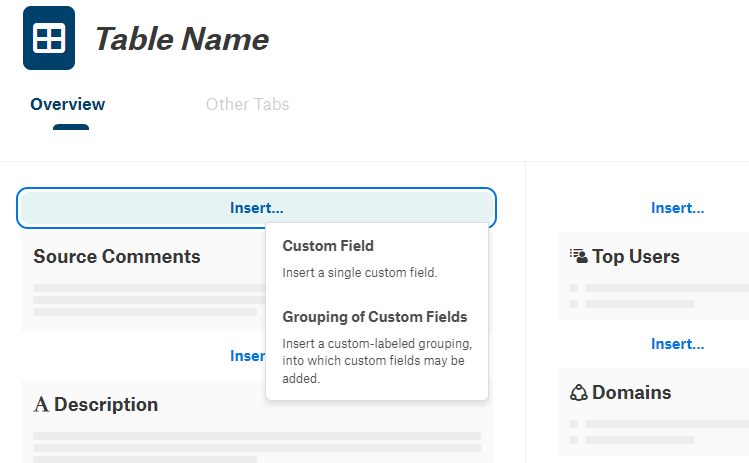 Table Name
Overview
Other Tabs
Insert...
Custom Field
Insert a single custom field.
Grouping of Custom Fields
Insert a custom-labeled grouping,
into which custom fields may be
added.
Source Comments
Inser
A Description
Insert...
Top Users
Insert...
Domains